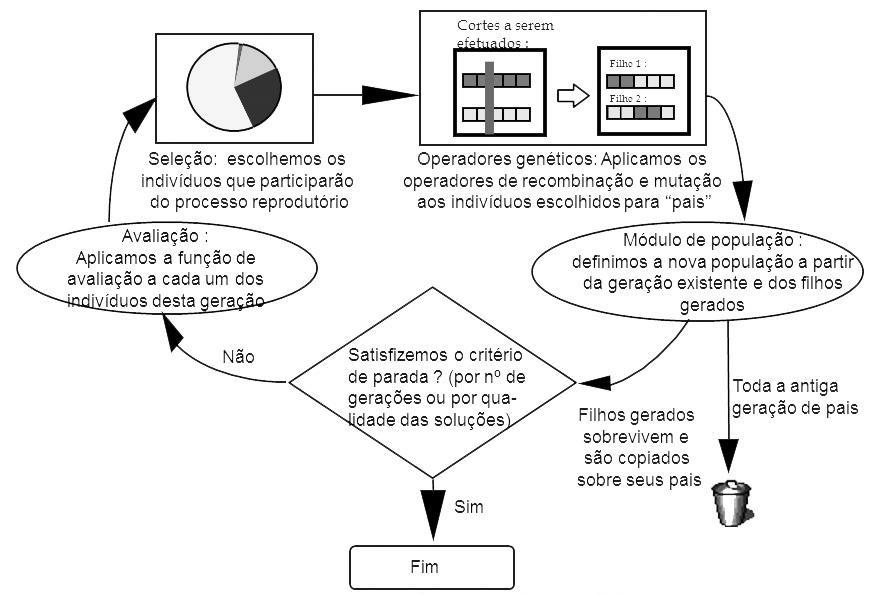 Cortes a serem
efetuados :
Filho 1 :
Filho 2 :
Seleção: escolhemos os
indivíduos que participarão
do processo reprodutório
Operadores genéticos: Aplicamos os
operadores de recombinação e mutação
aos indivíduos escolhidos para “pais”
Avaliação :
Aplicamos a função de
avaliação a cada um dos
indivíduos desta geração
Módulo de população :
definimos a nova população a partir
da geração existente e dos filhos
gerados
Não
Satisfizemos o critério
de parada ? (por nº de
gerações ou por qua-
lidade das soluções)
Toda a antiga
geração de pais
Filhos gerados
sobrevivem e
são copiados
sobre seus pais
Sim
Fim